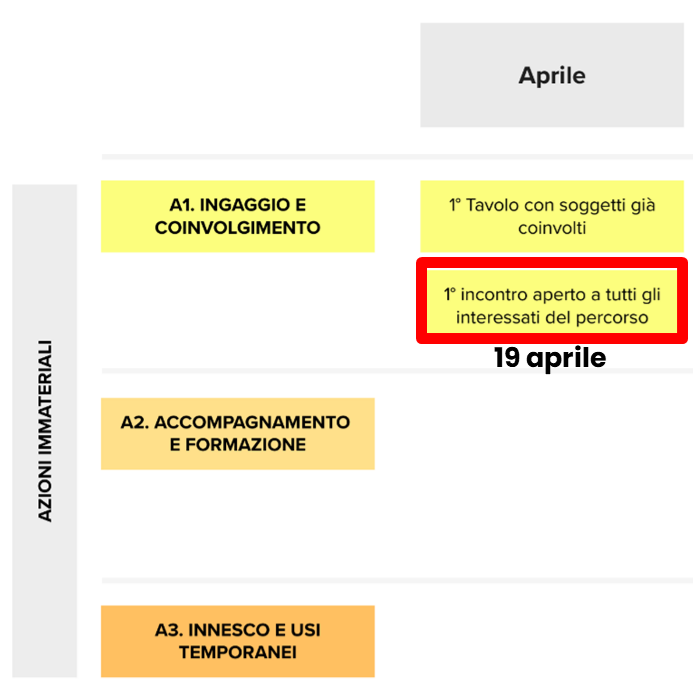 Aprile
A1. INGAGGIO E
COINVOLGIMENTO
1° Tavolo con soggetti già
coinvolti
1° incontro aperto a tutti gli
interessati del percorso
19 aprile
AZIONI IMMATERIALI
A2. ACCOMPAGNAMENTO
E FORMAZIONE
A3. INNESCO E USI
TEMPORANEI